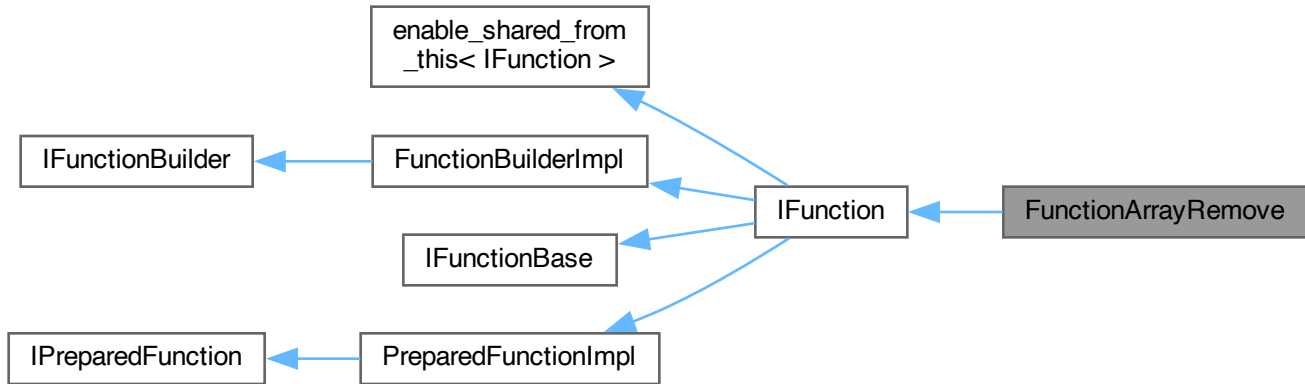 enable_shared_from
_this< IFunction >
IFunctionBuilder
FunctionBuilderImpl
IFunction
FunctionArrayRemove
IFunctionBase
IPreparedFunction
PreparedFunctionImpl